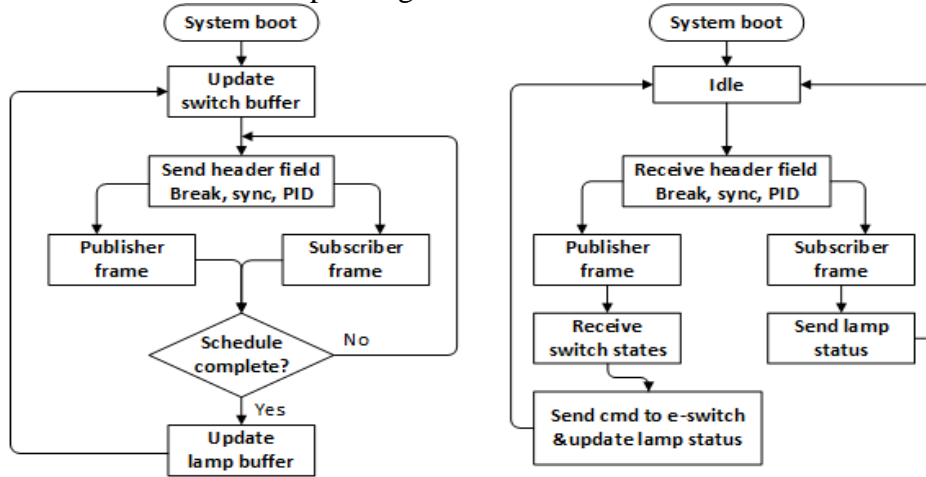 System boot
Update
switch buffer
Send header field
Break, sync, PID
Publisher
frame
Subscriber
frame
Schedule
complete?
No
Yes
Update
lamp buffer
System boot
Idle
Receive header field
Break, sync, PID
Publisher
frame
Subscriber
frame
Receive
switch states
Send lamp
status
Send cmd to e-switch
&update lamp status